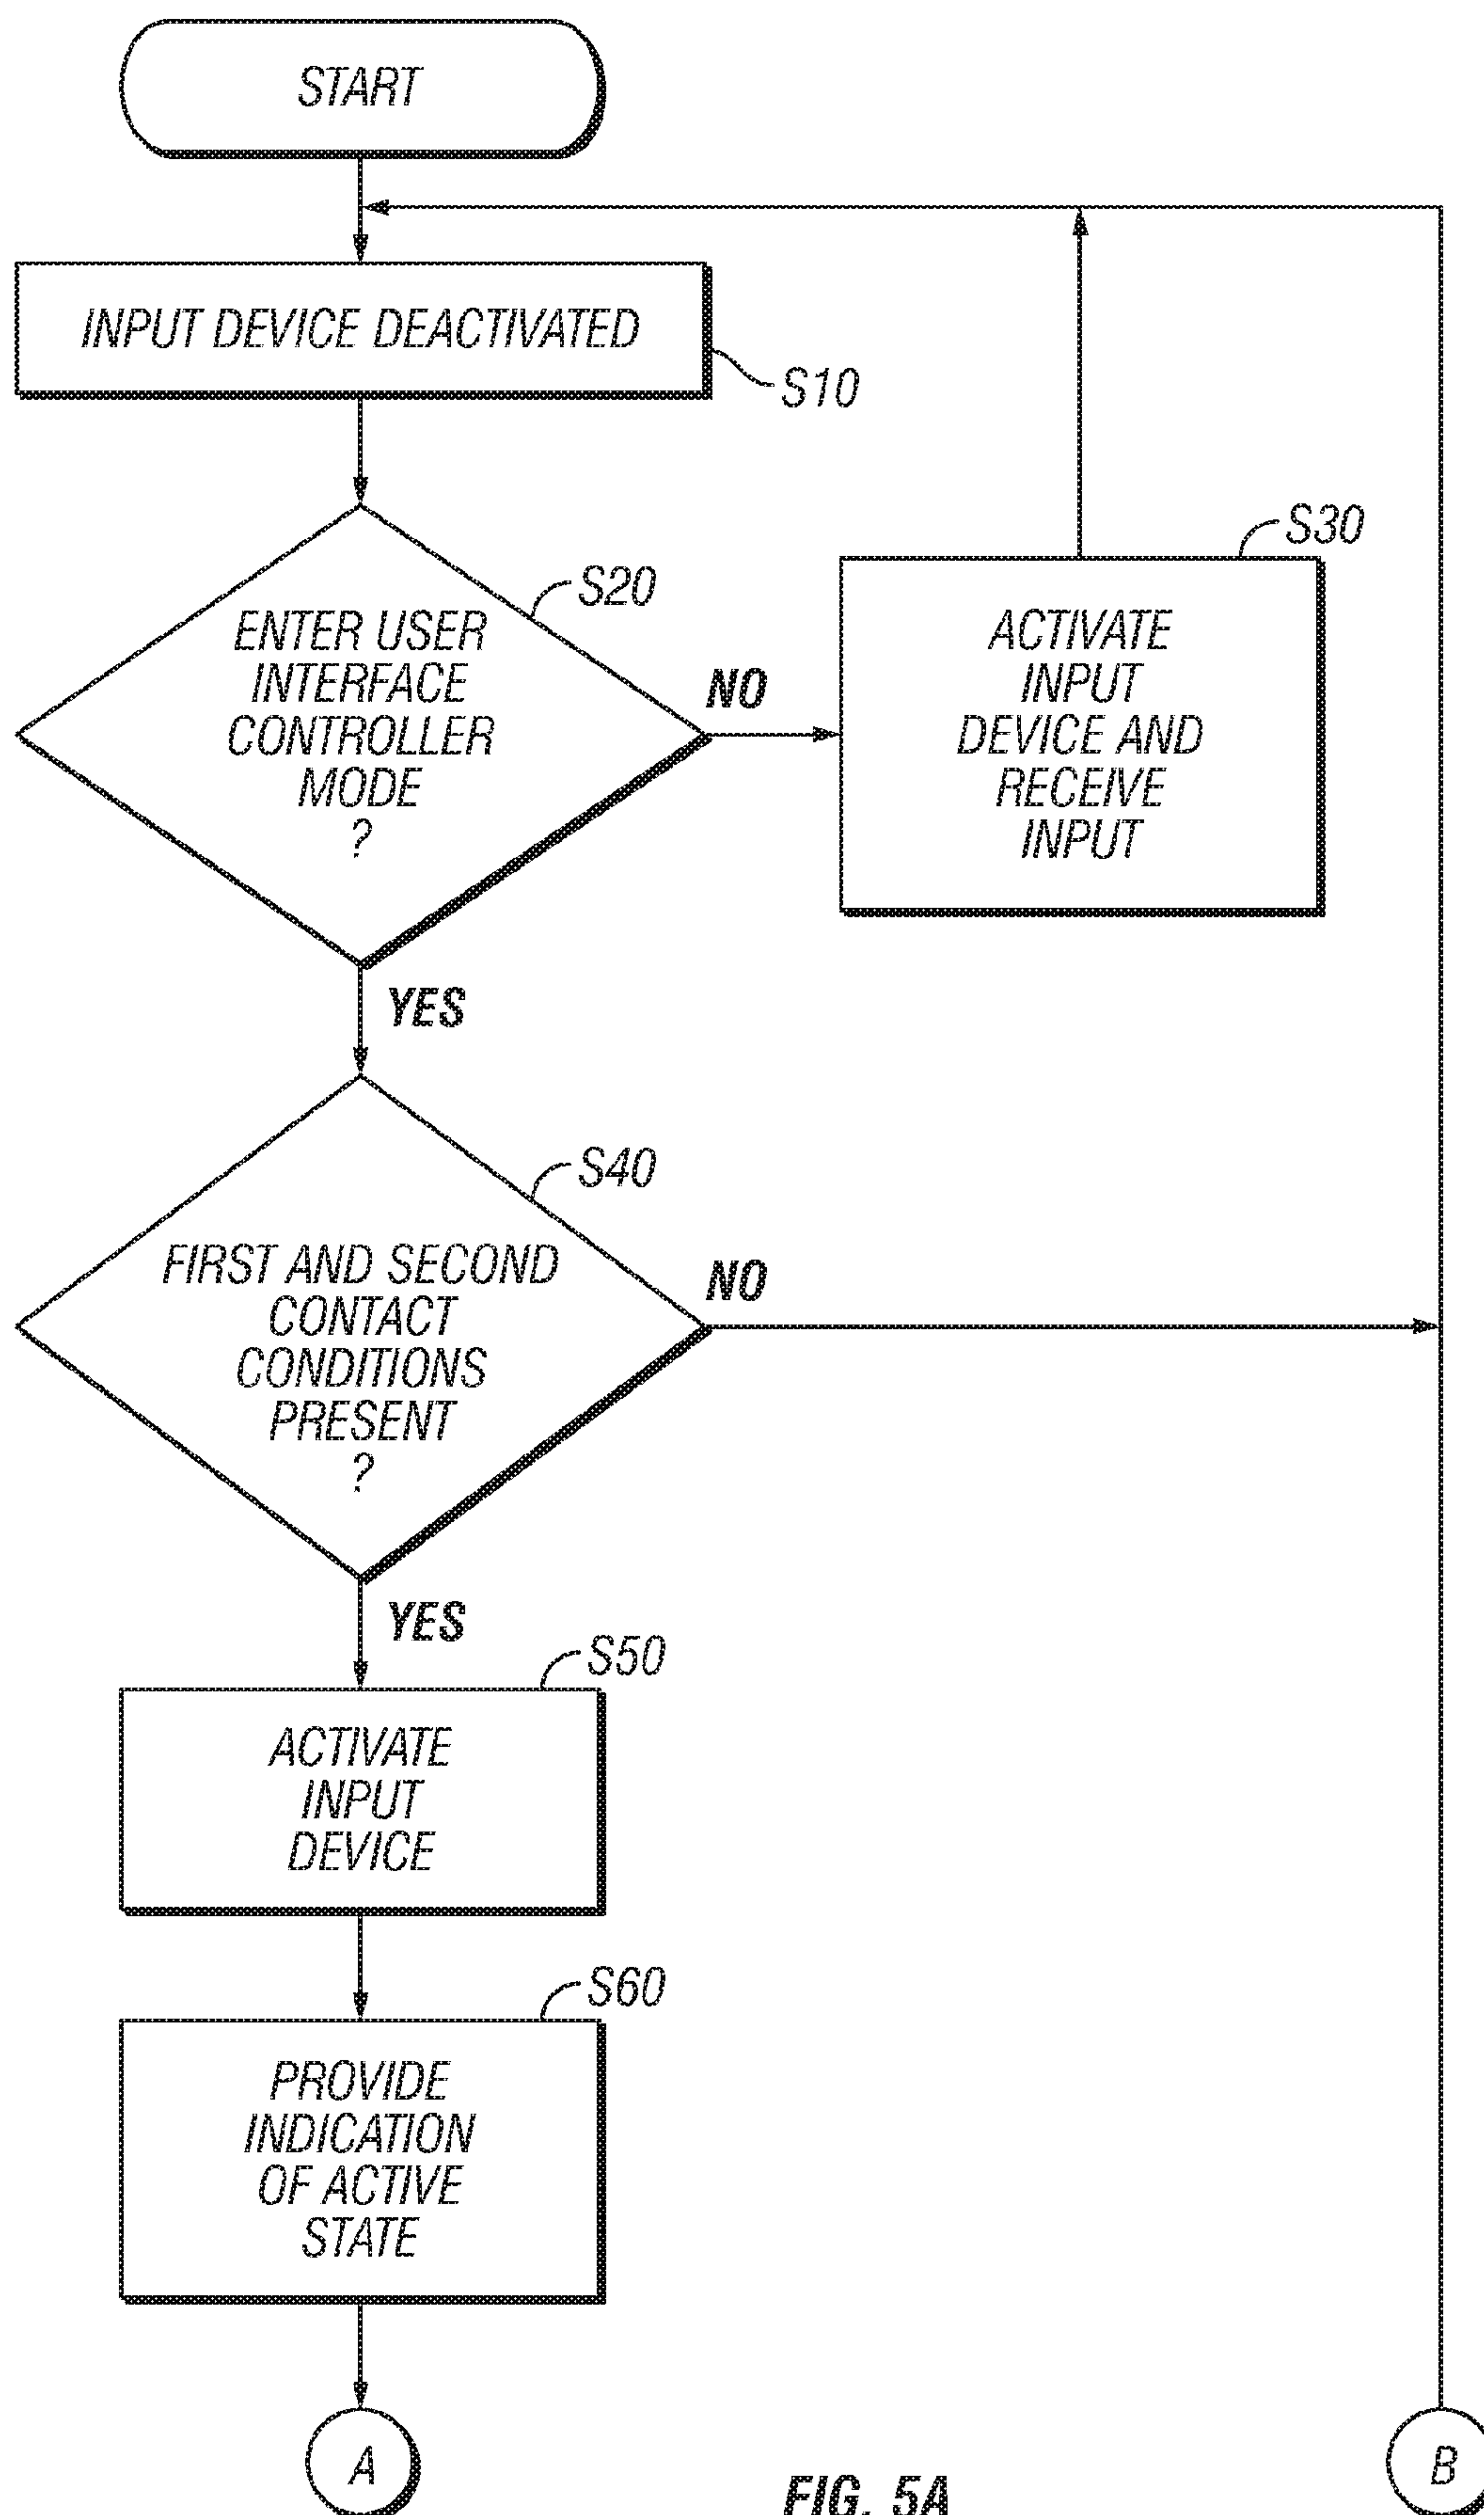 START
INPUT DEVICE DEACTIVATED
S10
S20
ENTER USER
INTERFACE
CONTROLLER
MODE
?
NO
S30
ACTIVATE
INPUT
DEVICE AND
RECEIVE
INPUT
YES
S40
FIRST AND SECOND
CONTACT
CONDITIONS
PRESENT
?
NO
YES
S50
ACTIVATE
INPUT
DEVICE
S60
PROVIDE
INDICATION
OF ACTIVE
STATE
A
B
FIG. 5A